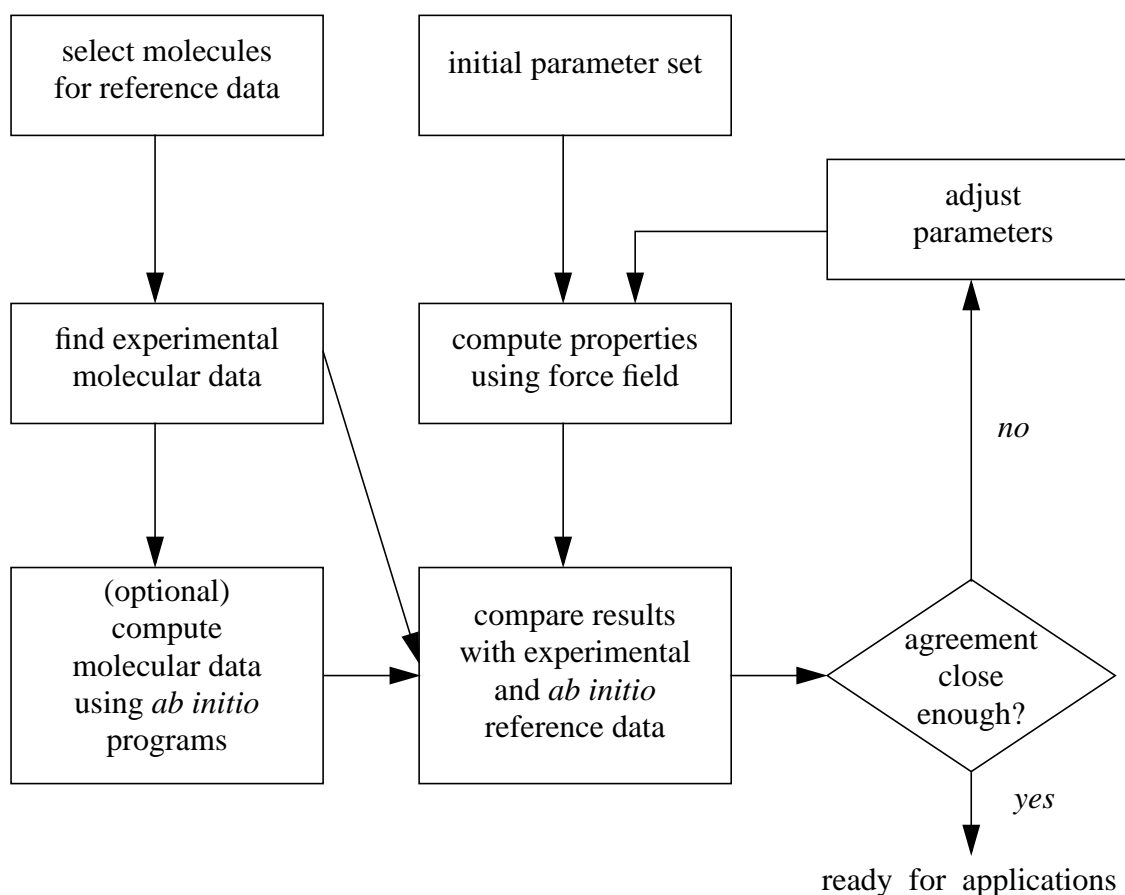 select molecules
for reference data
initial parameter set
adjust
parameters
find experimental
molecular data
compute properties
using force field
no
(optional)
compute
molecular data
using ab initio
programs
compare results
with experimental
and ab initio
reference data
agreement
close
enough?
yes
ready for applications